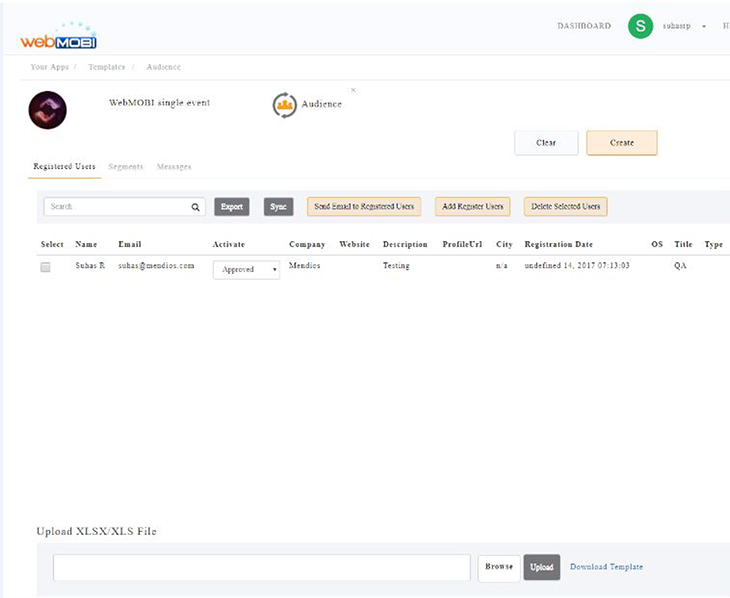 webMOBI
DASHBOARD S suhasrp H
Your Apps / Templates / Audience
WebMOBI single event Audience ×
Clear Create
Registered Users Segments Messages
Search Export Sync Send Email to Registered Users Add Register Users Delete Selected Users
Select Name Email Activate Company Website Description ProfileUrl City Registration Date OS Title Type
Suhas R suhas@mendios.com Approved Mendios Testing n/a undefined 14, 2017 07:13:03 QA
Upload XLSX/XLS File
Browse Upload Download Template